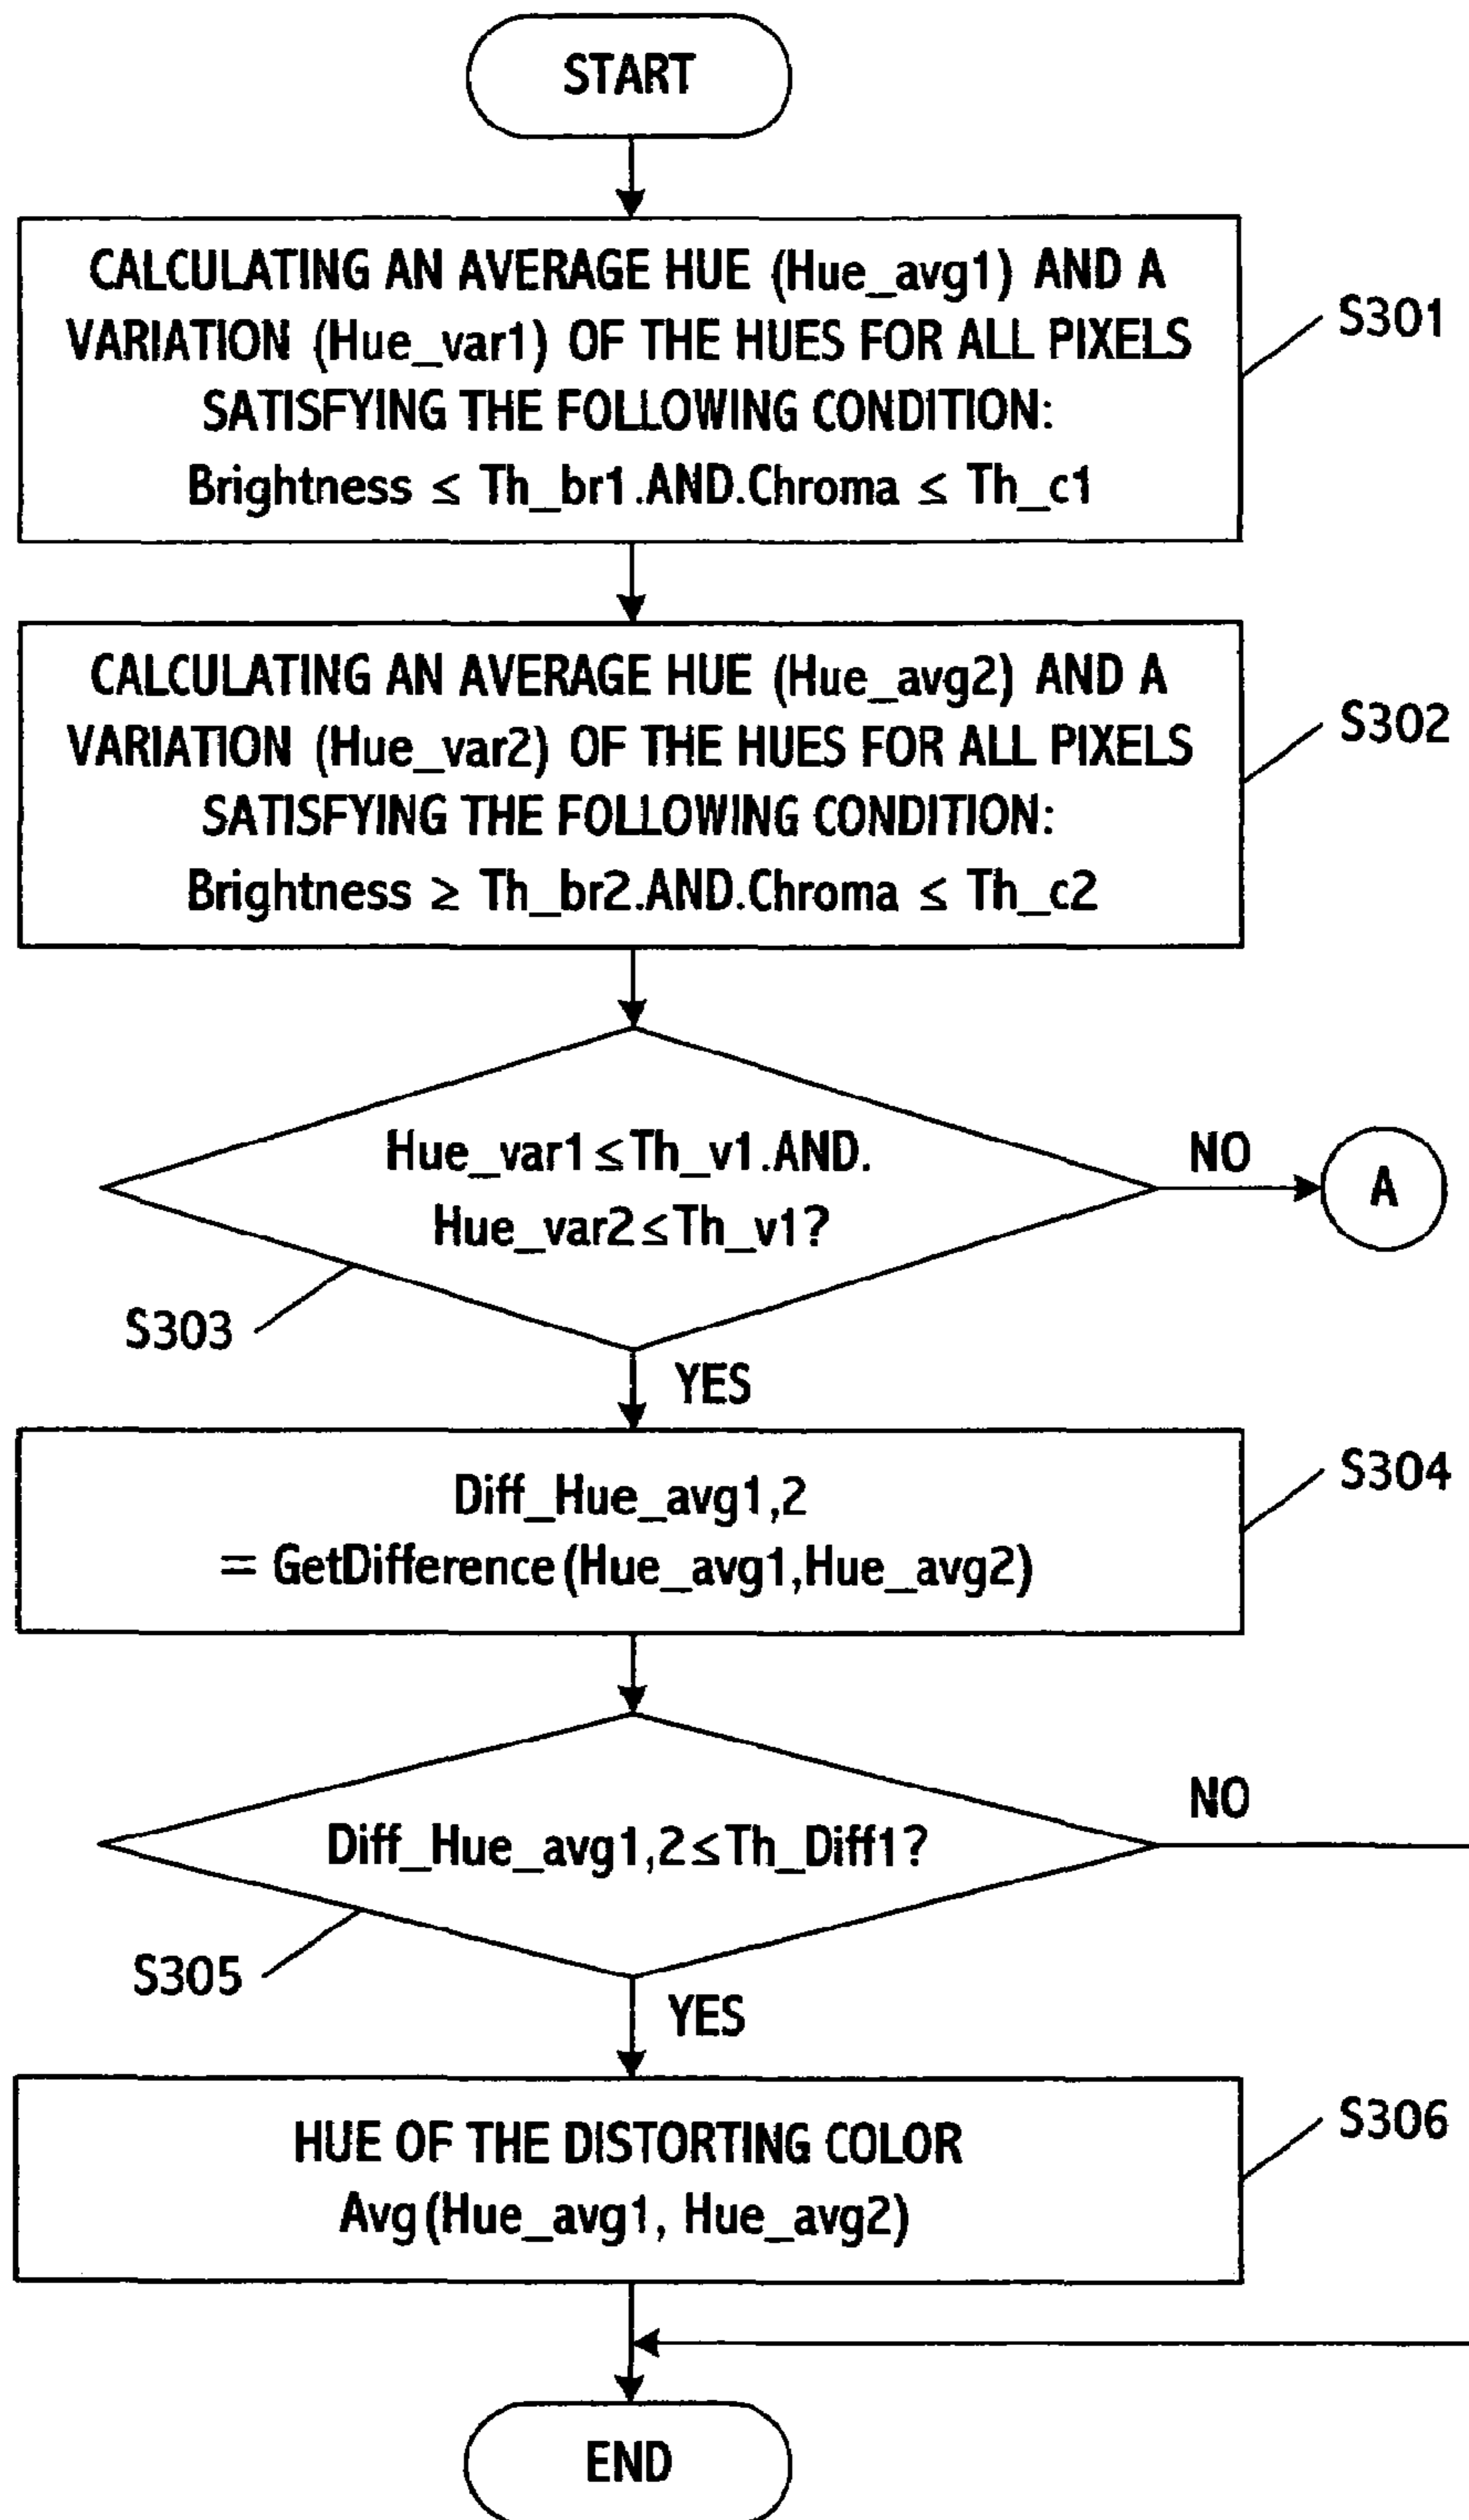 START
CALCULATING AN AVERAGE HUE (Hue_avg1) AND A
VARIATION (Hue_var1) OF THE HUES FOR ALL PIXELS
SATISFYING THE FOLLOWING CONDITION:
Brightness ≤ Th_br1.AND.Chroma ≤ Th_c1
S301
CALCULATING AN AVERAGE HUE (Hue_avg2) AND A
VARIATION (Hue_var2) OF THE HUES FOR ALL PIXELS
SATISFYING THE FOLLOWING CONDITION:
Brightness ≥ Th_br2.AND.Chroma ≤ Th_c2
S302
Hue_var1≤Th_v1.AND.
Hue_var2≤Th_v1?
NO
A
S303
YES
Diff_Hue_avg1,2
= GetDifference(Hue_avg1,Hue_avg2)
S304
Diff_Hue_avg1,2≤Th_Diff1?
NO
S305
YES
HUE OF THE DISTORTING COLOR
Avg(Hue_avg1, Hue_avg2)
S306
END